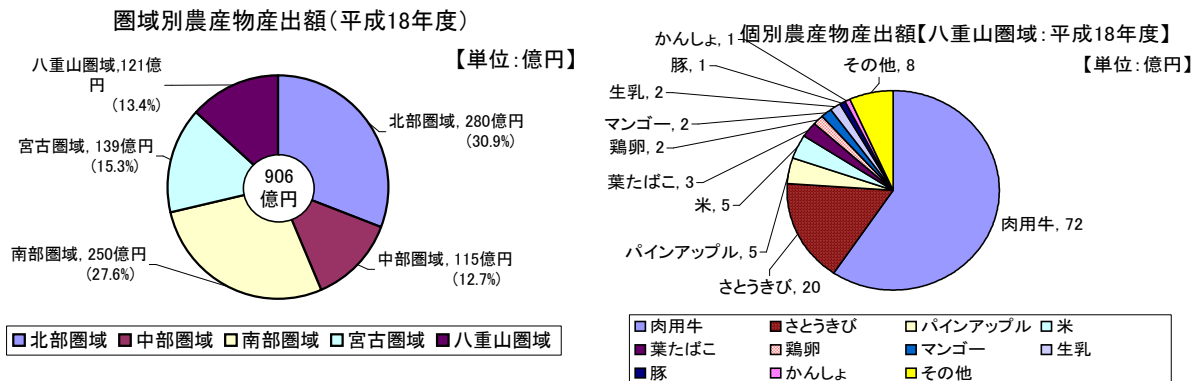 圏域別農産物産出額(平成18年度)
【単位:億円】
八重山圏域,121億
円
(13.4%)
北部圏域, 280億円
(30.9%)
宮古圏域, 139億円
(15.3%)
906
億円
南部圏域, 250億円
(27.6%)
中部圏域, 115億円
(12.7%)
北部圏域 中部圏域 南部圏域 宮古圏域 八重山圏域
個別農産物産出額【八重山圏域:平成18年度】
【単位:億円】
かんしょ, 1
豚, 1
その他, 8
生乳, 2
マンゴー, 2
鶏卵, 2
葉たばこ, 3
米, 5
パインアップル, 5
さとうきび, 20
肉用牛, 72
肉用牛 さとうきび パインアップル 米
葉たばこ 鶏卵 マンゴー 生乳
豚 かんしょ その他